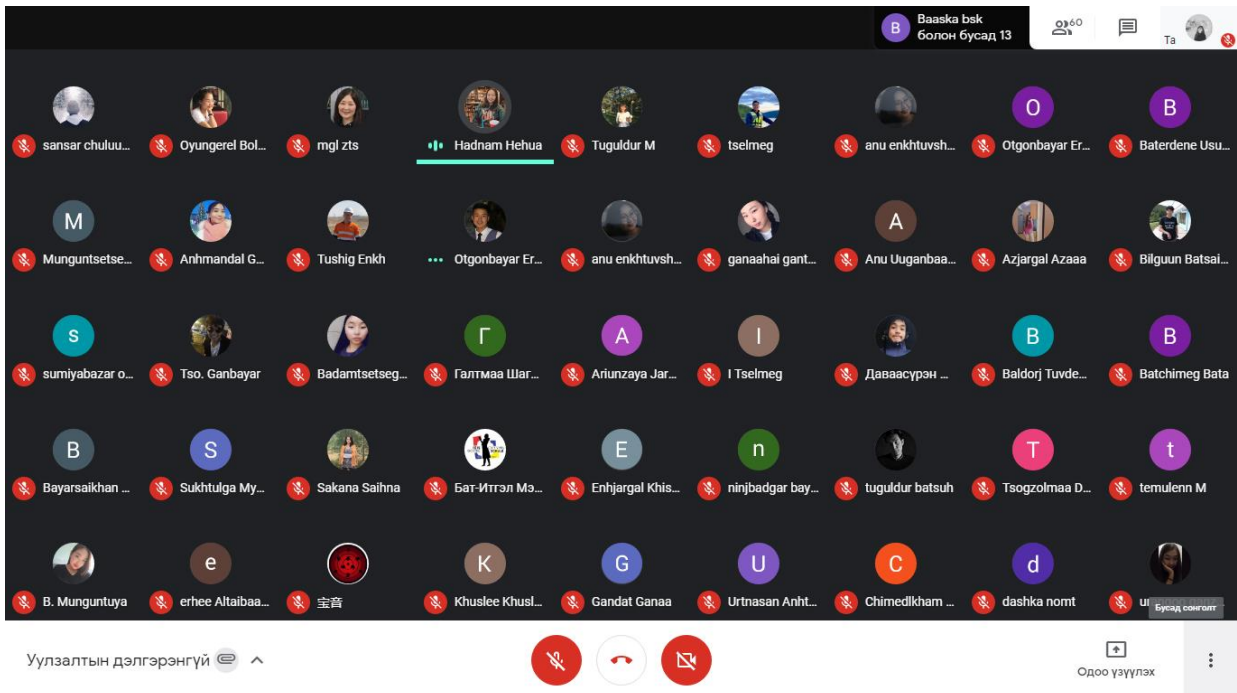 B
Baaska bsk
болон бусад 13
60
Та
sansar chuluu...
Oyungerel Bol...
mgl zts
Hadnam Hehua
Tuguldur M
tselmeg
anu enkhtuvsh...
O
Otgonbayar Er...
B
Baterdene Usu...
M
Munguntsetse...
Anhmandal G...
Tushig Enkh
Otgonbayar Er...
anu enkhtuvsh...
ganaahai gant...
A
Anu Uuganbaa...
Azjargal Azaaa
Bilguun Batsai...
s
sumiyabazar o...
Tso. Ganbayar
Badamtsetseg...
Г
Галтмаа Шаг...
A
Ariunzaya Jar...
I
I Tselmeg
Даваасүрэн ...
B
Baldorj Tuvde...
B
Batchimeg Bata
B
Bayarsaikhan ...
S
Sukhtulga My...
Sakana Saihna
Бат-Итгэл Мэ...
E
Enhjargal Khis...
n
ninjbadgar bay...
tuguldur batsuh
T
Tsogzolmaa D...
t
temulenn M
B. Munguntuya
e
erhee Altaibaa...
宝音
K
Khuslee Khusl...
G
Gandat Ganaa
U
Urtnasan Anht...
C
Chimedlkham ...
d
dashka nomt
Бусад сонголт
Уулзалтын дэлгэрэнгүй
Одоо үзүүлэх